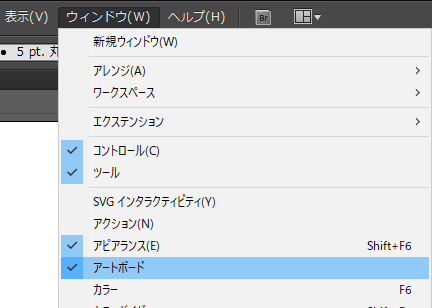 表示(V) ウィンドウ(W) ヘルプ(H) Br
5 pt. 丸
新規ウィンドウ(W)
アレンジ(A)
ワークスペース
エクステンション
コントロール(C)
ツール
SVG インタラクティビティ(Y)
アクション(N)
アピアランス(E) Shift+F6
アートボード
カラー F6